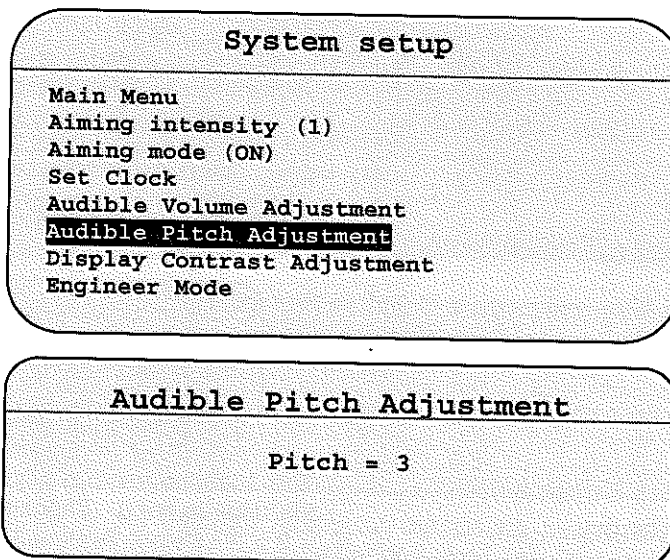 System setup
Main Menu
Aiming intensity (1)
Aiming mode (ON)
Set Clock
Audible Volume Adjustment
Audible Pitch Adjustment
Display Contrast Adjustment
Engineer Mode
Audible Pitch Adjustment
Pitch = 3